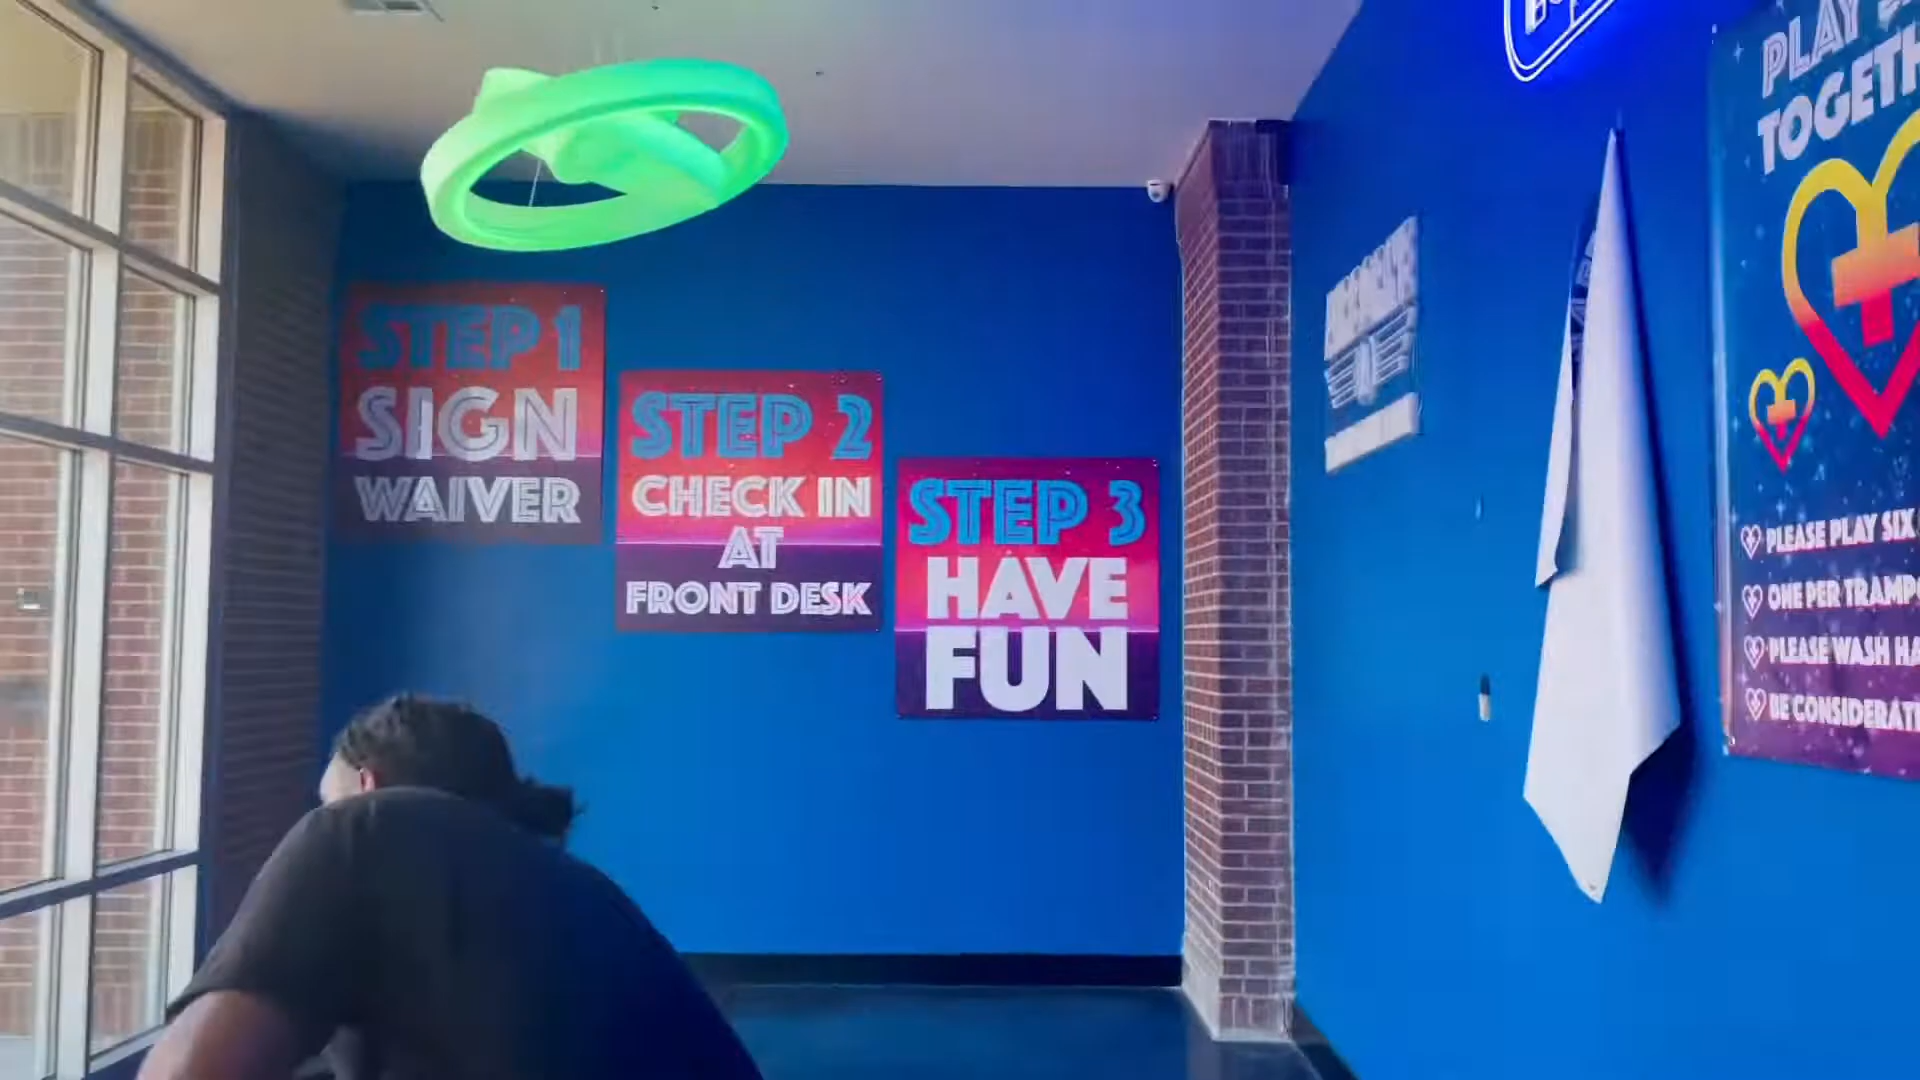 STEP 1
SIGN
WAIVER
STEP 2
CHECK IN
AT
FRONT DESK
STEP 3
HAVE
FUN
PLAY
TOGETH
PLEASE PLAY SIX
ONE PER TRAMPO
PLEASE WASH HA
BE CONSIDERATI